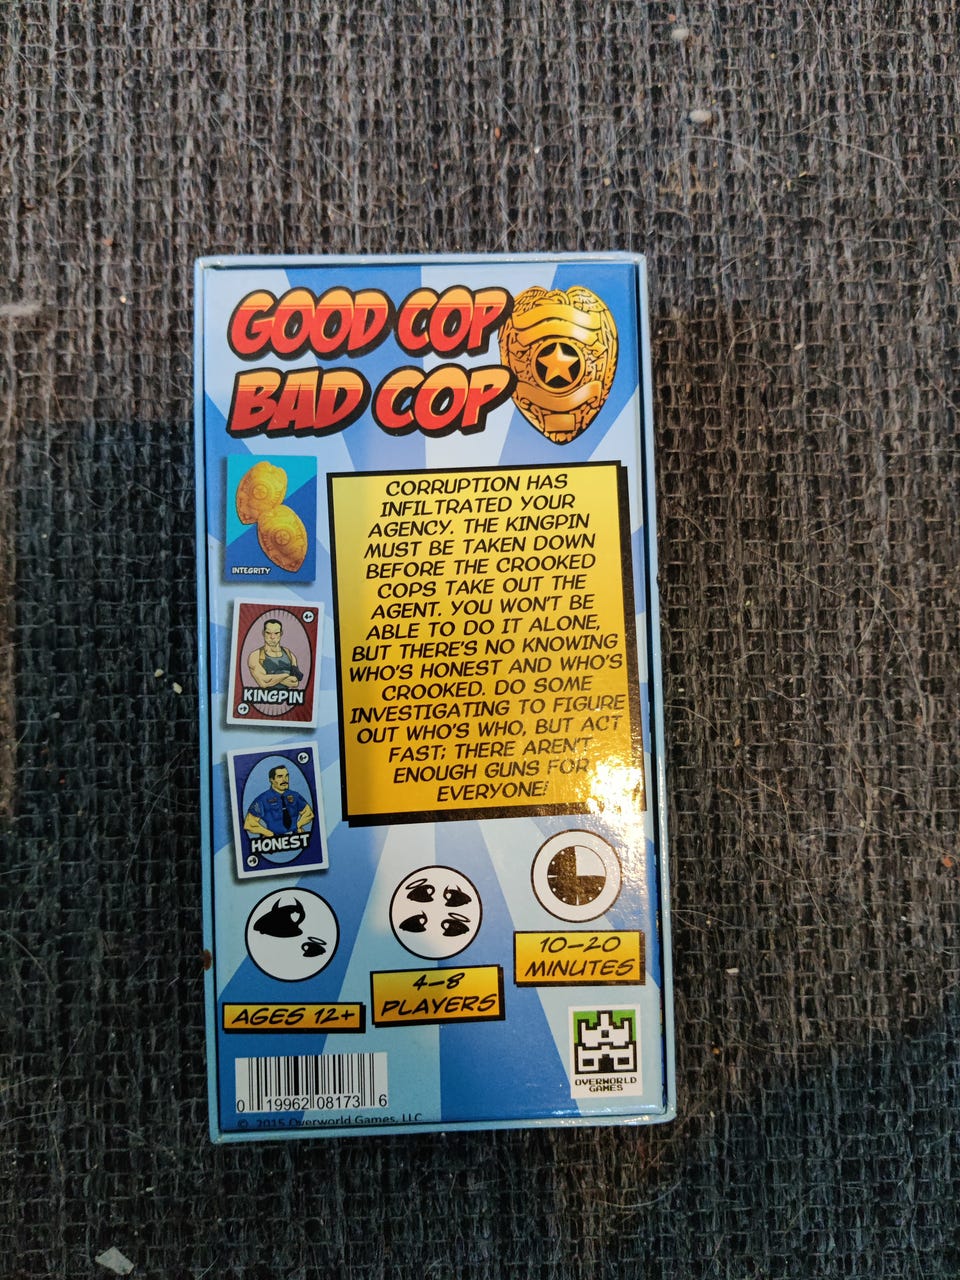 GOOD COP
BAD COP
INTEGRITY
KINGPIN
HONEST
CORRUPTION HAS
INFILTRATED YOUR
AGENCY. THE KINGPIN
MUST BE TAKEN DOWN
BEFORE THE CROOKED
COPS TAKE OUT THE
AGENT. YOU WON'T BE
ABLE TO DO IT ALONE,
BUT THERE'S NO KNOWING
WHO'S HONEST AND WHO'S
CROOKED. DO SOME
INVESTIGATING TO FIGURE
OUT WHO'S WHO, BUT ACT
FAST; THERE AREN'T
ENOUGH GUNS FOR
EVERYONE!
AGES 12+
4-8
PLAYERS
10-20
MINUTES
OVERWORLD
GAMES
0 19962 08173 6
© 2015 Overworld Games, LLC